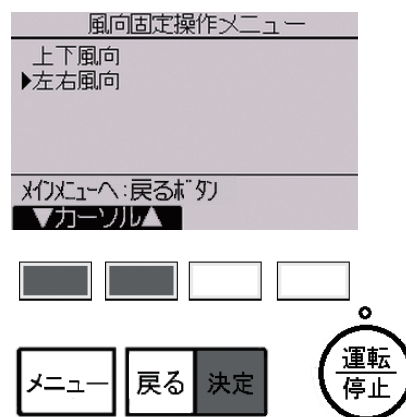 風向固定操作メニュー
上下風向
▶左右風向
メインメニューへ:戻るボタン
▼カーソル▲
メニュー 戻る 決定
運転
停止